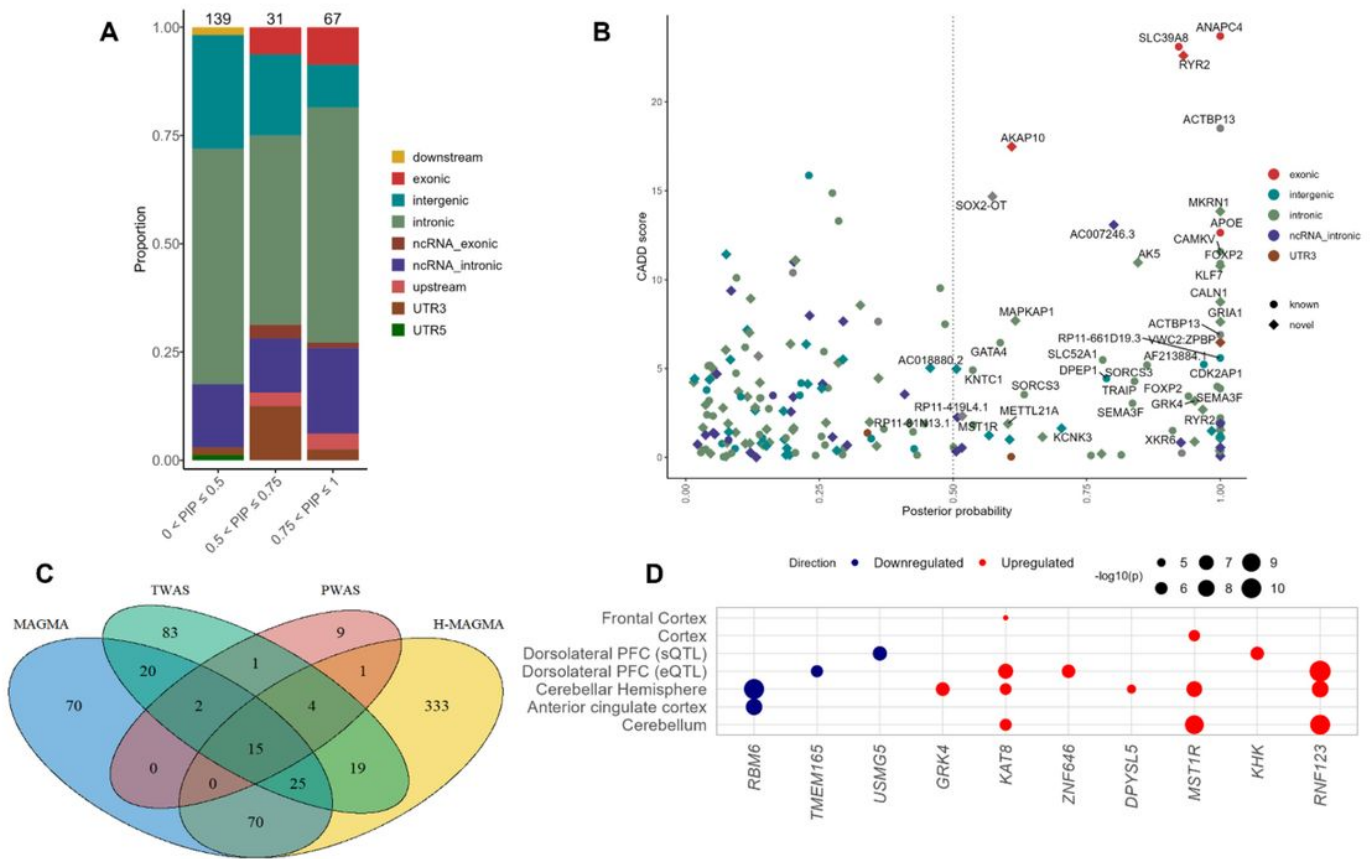 A
139 31 67
1.00
0.75
0.50
0.25
0.00
Proportion
0 < PIP ≤ 0.5
0.5 < PIP ≤ 0.75
0.75 < PIP ≤ 1
downstream
exonic
intergenic
intronic
ncRNA_exonic
ncRNA_intronic
upstream
UTR3
UTR5
B
CADD score
20
15
10
5
0
ANAPC4
SLC39A8
RYR2
ACTBP13
AKAP10
SOX2-OT
MKRN1
APOE
AC007246.3
CAMKV
FOXP2
AK5
KLF7
CALN1
GRIA1
MAPKAP1
ACTBP13
RP11-661D19.3
VWC2:ZPBP
GATA4
SLC52A1
AF213884.1
AC018880.2
DPEP1
SORCS3
CDK2AP1
KNTC1
SORCS3
TRAIP
FOXP2
GRK4
SEMA3F
RP11-419L4.1
METTL21A
SEMA3F
RP11-81N13.1
MST1R
RYR2
KCNK3
XKR6
0.00
0.25
0.50
0.75
1.00
Posterior probability
exonic
intergenic
intronic
ncRNA_intronic
UTR3
known
novel
C
TWAS
PWAS
MAGMA
H-MAGMA
83
9
20
1
1
70
2
4
333
15
0
0
25
19
70
D
Direction
Downregulated
Upregulated
-log10(p)
5 7 9
6 8 10
Frontal Cortex
Cortex
Dorsolateral PFC (sQTL)
Dorsolateral PFC (eQTL)
Cerebellar Hemisphere
Anterior cingulate cortex
Cerebellum
RBM6
TMEM165
USMG5
GRK4
KAT8
ZNF646
DPYSL5
MST1R
KHK
RNF123